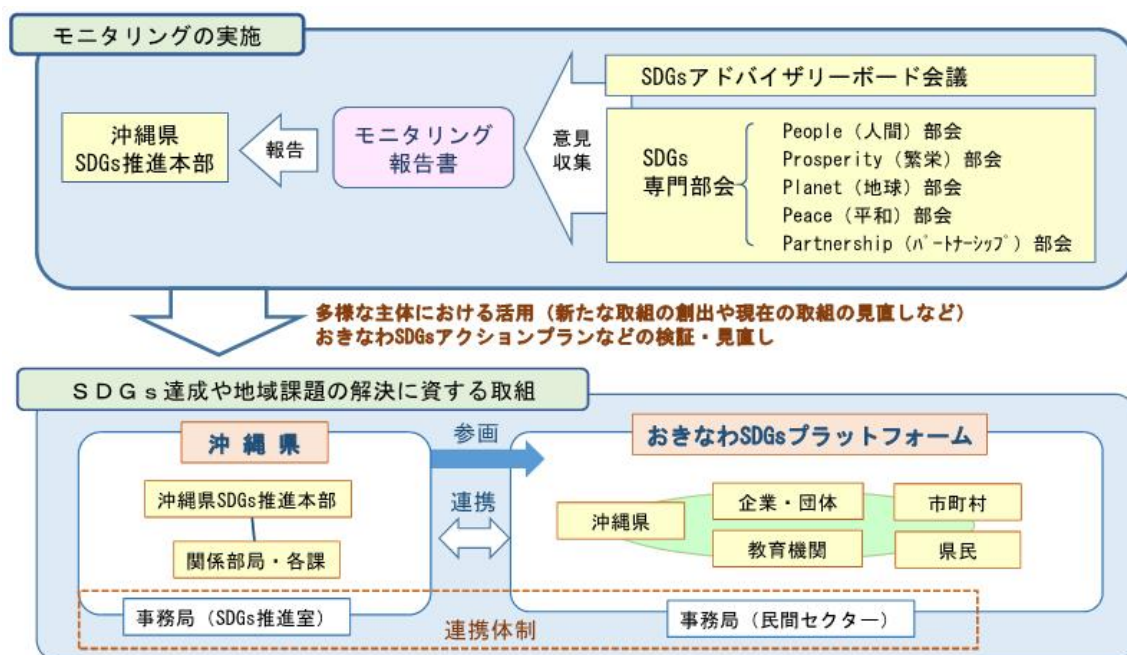 モニタリングの実施
SDGsアドバイザリーボード会議
沖縄県
SDGs推進本部
報告
モニタリング
報告書
意見
収集
SDGs
専門部会
People（人間）部会
Prosperity（繁栄）部会
Planet（地球）部会
Peace（平和）部会
Partnership（ﾊﾟｰﾄﾅｰｼｯﾌﾟ）部会
多様な主体における活用（新たな取組の創出や現在の取組の見直しなど）
おきなわSDGsアクションプランなどの検証・見直し
ＳＤＧｓ達成や地域課題の解決に資する取組
沖縄県
沖縄県SDGs推進本部
関係部局・各課
事務局（SDGs推進室）
参画
連携
連携体制
おきなわSDGsプラットフォーム
沖縄県
企業・団体
市町村
教育機関
県民
事務局（民間セクター）